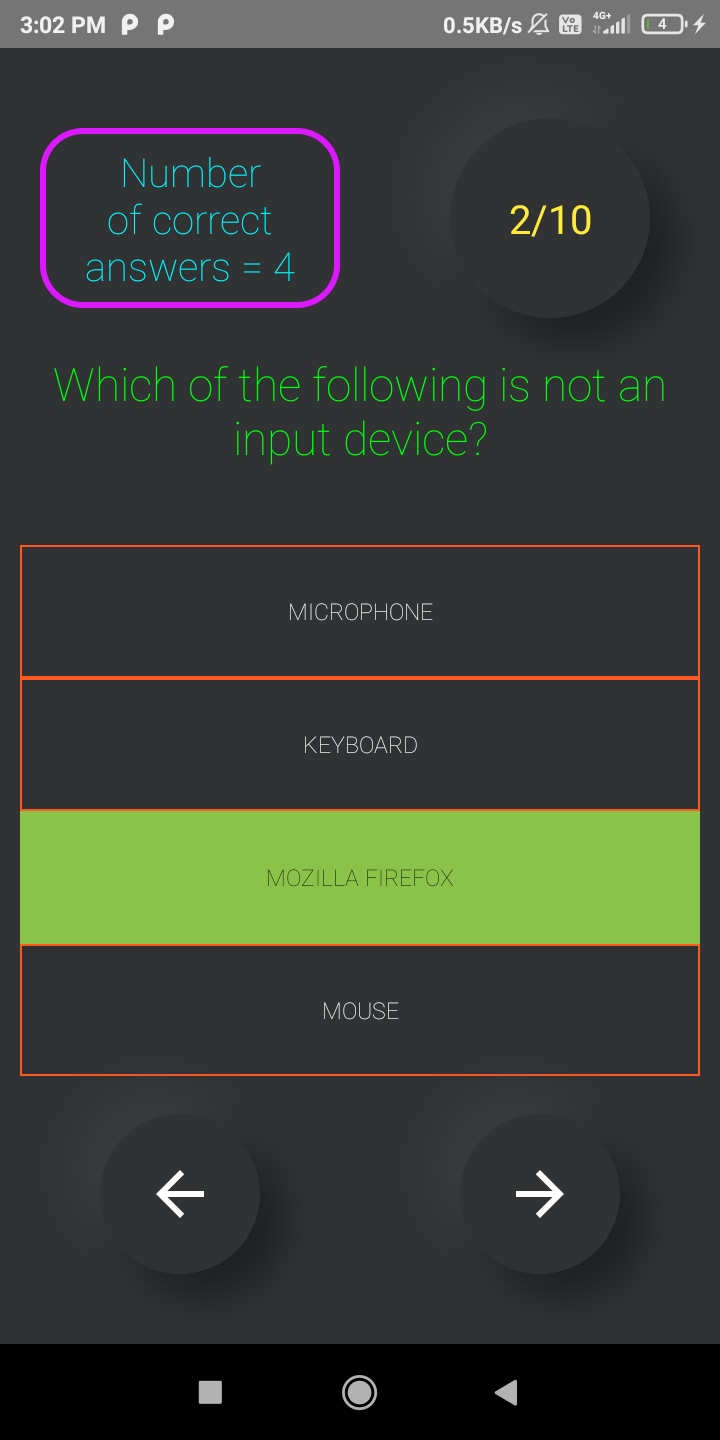 3:02 PM
0.5KB/s
Vo
LTE
4G+
4
Number
of correct
answers = 4
2/10
Which of the following is not an
input device?
MICROPHONE
KEYBOARD
MOZILLA FIREFOX
MOUSE